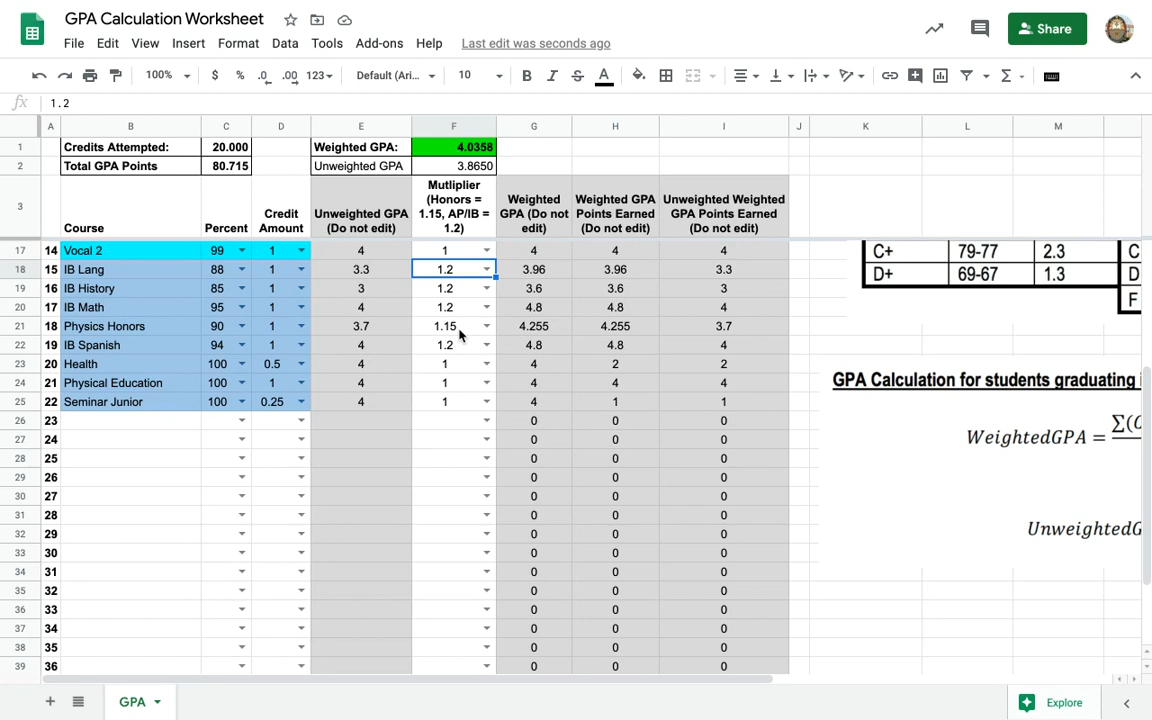 GPA Calculation Worksheet
File Edit View Insert Format Data Tools Add-ons Help Last edit was seconds ago
Share
100% $ % .0 .00 123 Default (Ari... 10 B I S A
fx 1.2
A B C D E F G H I J K L M
1 Credits Attempted: 20.000 Weighted GPA: 4.0358
2 Total GPA Points 80.715 Unweighted GPA 3.8650
3 Course Percent Credit Amount Unweighted GPA (Do not edit) Mutliplier (Honors = 1.15, AP/IB = 1.2) Weighted GPA (Do not edit) Weighted GPA Points Earned (Do not edit) Unweighted Weighted GPA Points Earned (Do not edit)
17 14 Vocal 2 99 1 4 1 4 4 4
18 15 IB Lang 88 1 3.3 1.2 3.96 3.96 3.3
19 16 IB History 85 1 3 1.2 3.6 3.6 3
20 17 IB Math 95 1 4 1.2 4.8 4.8 4
21 18 Physics Honors 90 1 3.7 1.15 4.255 4.255 3.7
22 19 IB Spanish 94 1 4 1.2 4.8 4.8 4
23 20 Health 100 0.5 4 1 4 2 2
24 21 Physical Education 100 1 4 1 4 4 4
25 22 Seminar Junior 100 0.25 4 1 4 1 1
26 23 0 0 0
27 24 0 0 0
28 25 0 0 0
29 26 0 0 0
30 27 0 0 0
31 28 0 0 0
32 29 0 0 0
33 30 0 0 0
34 31 0 0 0
35 32 0 0 0
36 33 0 0 0
37 34 0 0 0
38 35 0 0 0
39 36 0 0 0
C+ 79-77 2.3 C
D+ 69-67 1.3 D
F
GPA Calculation for students graduating i
WeightedGPA = ∑(C
UnweightedG
GPA
Explore